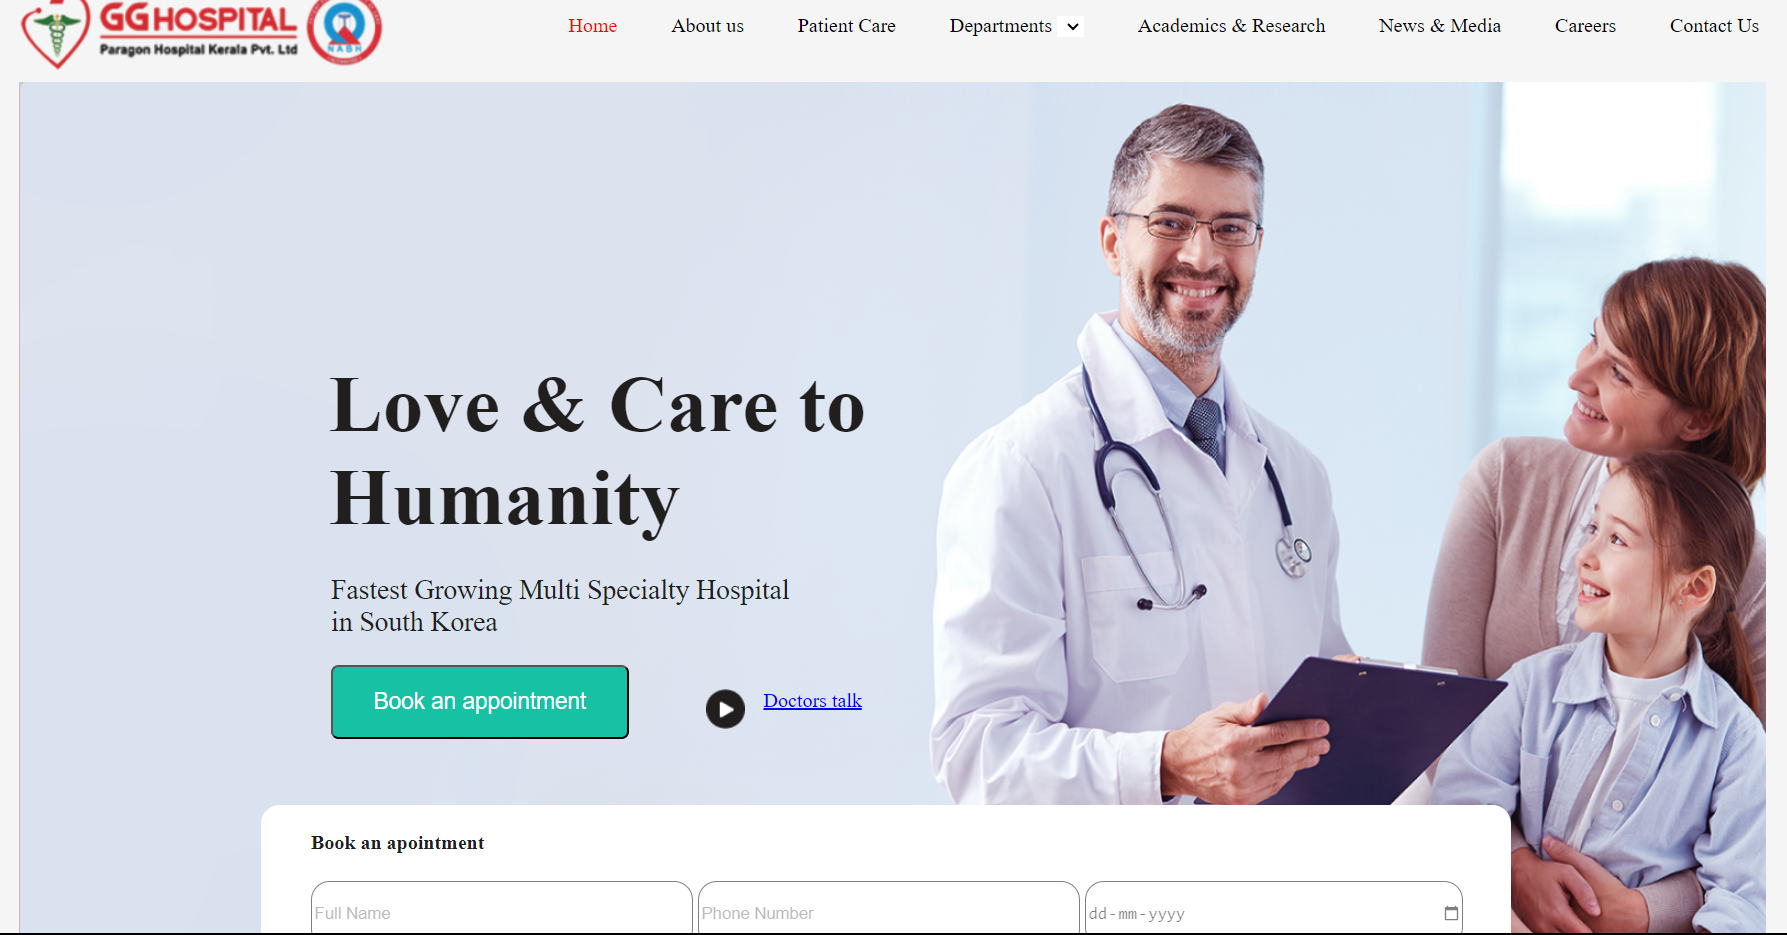 GG HOSPITAL
Paragon Hospital Kerala Pvt. Ltd
NABH
Home
About us
Patient Care
Departments
Academics & Research
News & Media
Careers
Contact Us
Love & Care to
Humanity
Fastest Growing Multi Specialty Hospital
in South Korea
Book an appointment
Doctors talk
Book an apointment
Full Name
Phone Number
dd-mm-yyyy